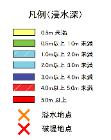 凡例(浸水深)
0.5m 未満
0.5m以上 1.0m 未満
1.0m以上 2.0m 未満
2.0m以上 3.0m 未満
3.0m以上 4.0m 未満
4.0m以上 5.0m 未満
5.0m 以上
溢水地点
破堤地点